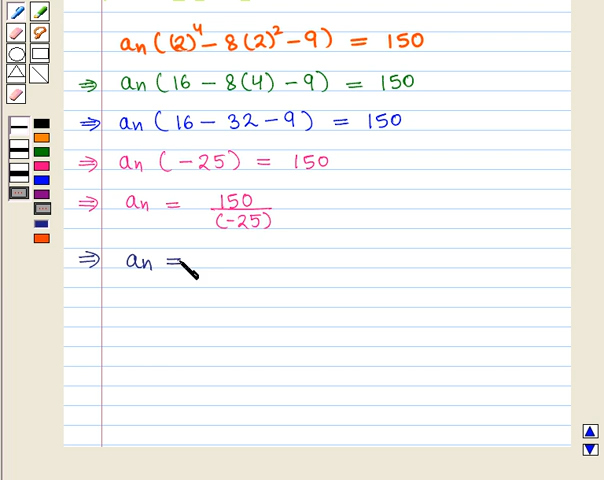 an ((2)⁴ - 8(2)² - 9) = 150
⇒ an (16 - 8(4) - 9) = 150
⇒ an (16 - 32 - 9) = 150
⇒ an (-25) = 150
⇒ an = 150/(-25)
⇒ an =